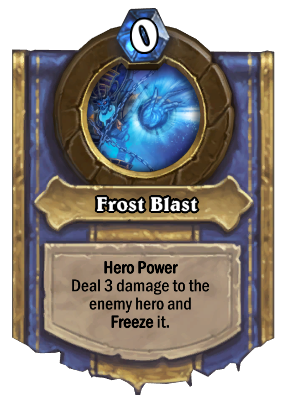 0
Frost Blast
Hero Power
Deal 3 damage to the
enemy hero and
Freeze it.